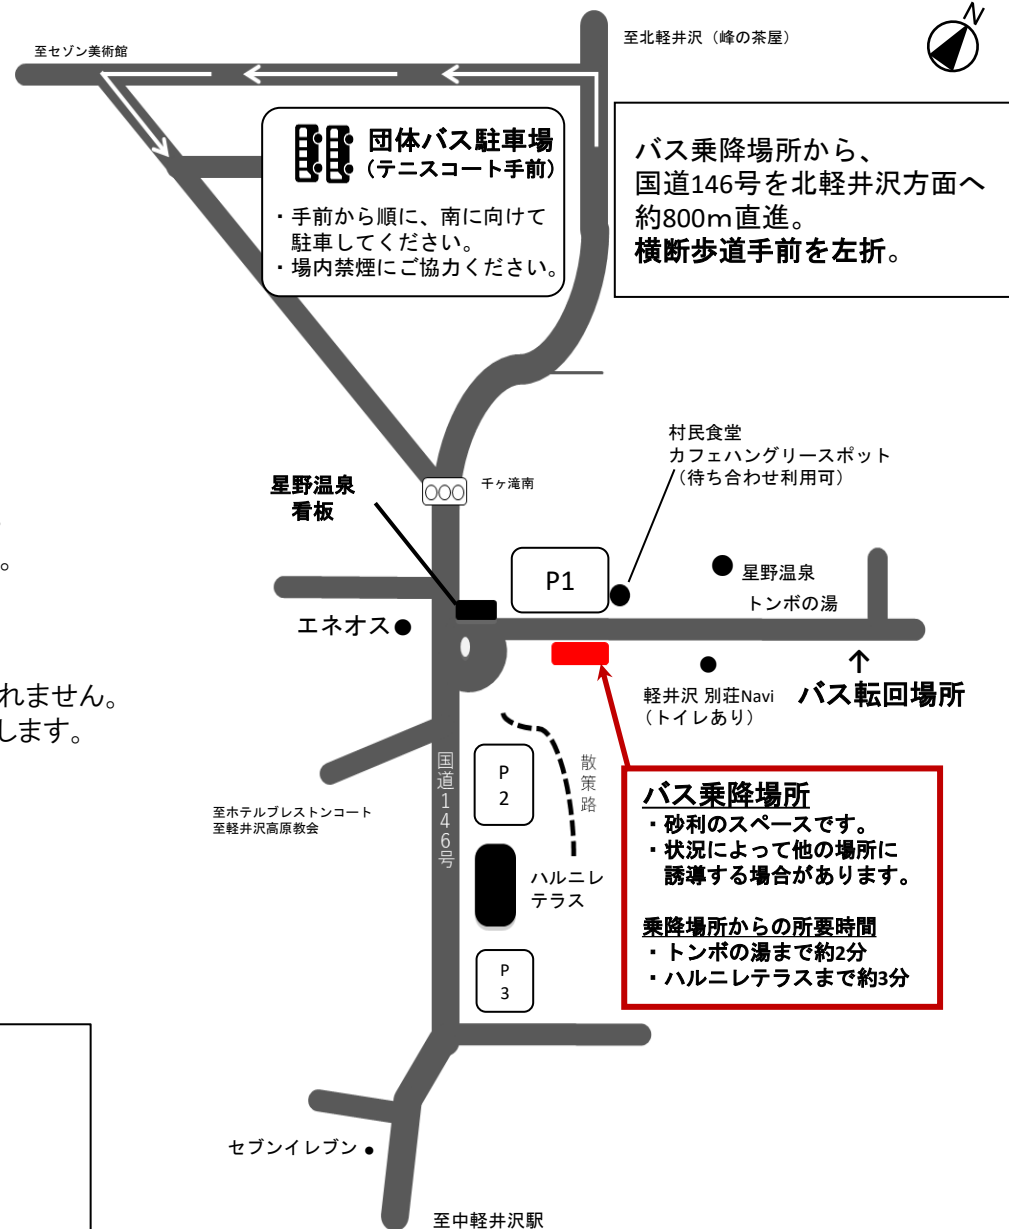 N
至セゾン美術館
至北軽井沢（峰の茶屋）
団体バス駐車場
（テニスコート手前）
・手前から順に、南に向けて
駐車してください。
・場内禁煙にご協力ください。
バス乗降場所から、
国道146号を北軽井沢方面へ
約800m直進。
横断歩道手前を左折。
村民食堂
カフェハングリースポット
（待ち合わせ利用可）
星野温泉
看板
千ヶ滝南
。
P1
星野温泉
トンボの湯
エネオス
れません。
します。
軽井沢 別荘Navi
（トイレあり）
バス転回場所
国道146号
P
2
散策路
至ホテルブレストンコート
至軽井沢高原教会
ハルニレ
テラス
P
3
バス乗降場所
・砂利のスペースです。
・状況によって他の場所に
誘導する場合があります。
乗降場所からの所要時間
・トンボの湯まで約2分
・ハルニレテラスまで約3分
セブンイレブン
至中軽井沢駅